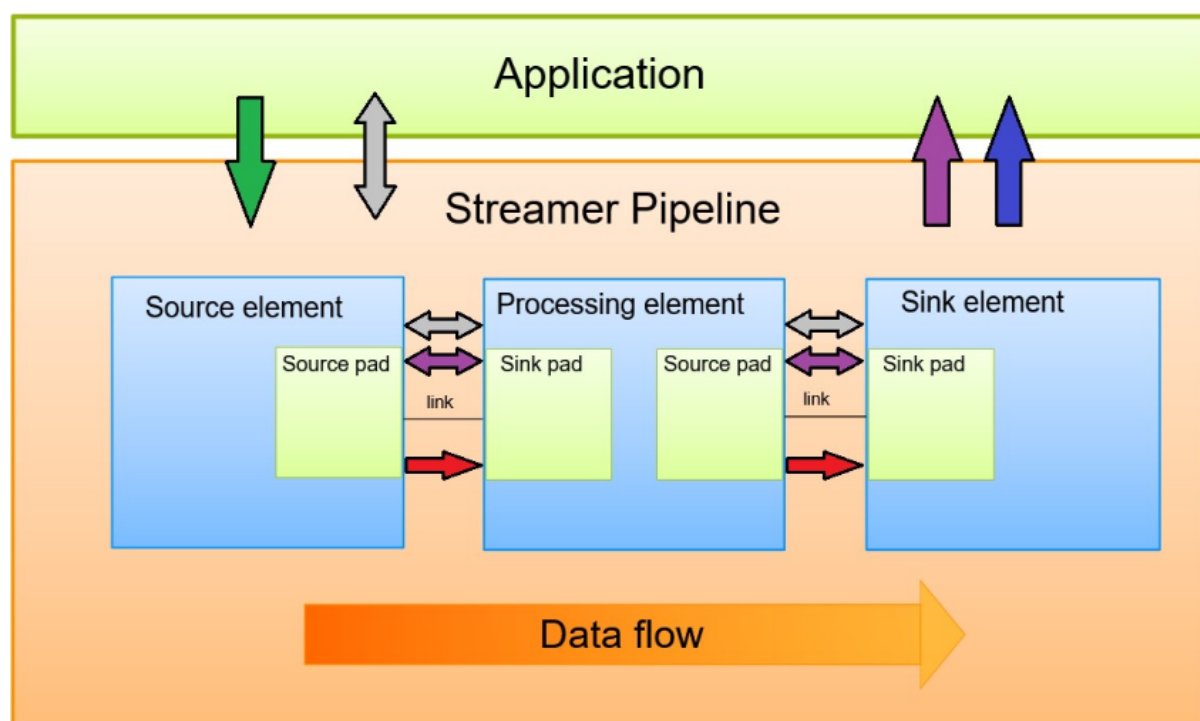 Application
Streamer Pipeline
Source element
Processing element
Sink element
Source pad
Sink pad
Source pad
Sink pad
link
link
Data flow